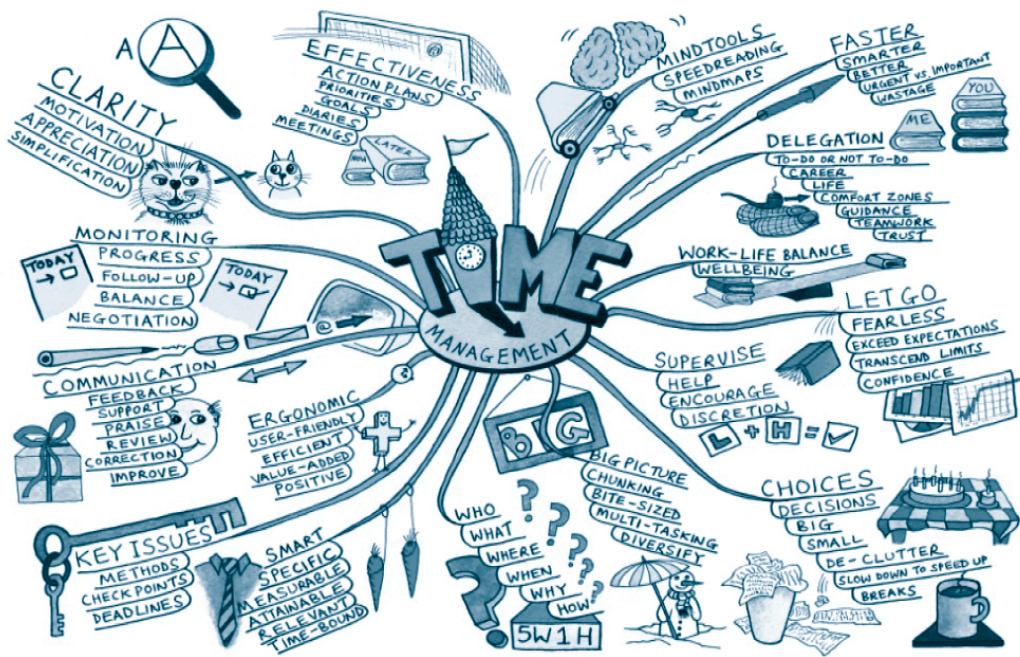 TIME
MANAGEMENT
A
A
CLARITY
MOTIVATION
APPRECIATION
SIMPLIFICATION
EFFECTIVENESS
ACTION PLANS
PRIORITIES
GOALS
DIARIES
MEETINGS
NOW
LATER
MINDTOOLS
SPEEDREADING
MINDMAPS
FASTER
SMARTER
BETTER
URGENT VS IMPORTANT
WASTAGE
ME
YOU
DELEGATION
TO-DO OR NOT TO-DO
CAREER
LIFE
COMFORT ZONES
GUIDANCE
TEAMWORK
TRUST
WORK-LIFE BALANCE
WELLBEING
LET GO
FEARLESS
EXCEED EXPECTATIONS
TRANSCEND LIMITS
CONFIDENCE
SUPERVISE
HELP
ENCOURAGE
DISCRETION
L + H =
CHOICES
DECISIONS
BIG
SMALL
DE-CLUTTER
SLOW DOWN TO SPEED UP
BREAKS
BIG
BIG PICTURE
CHUNKING
BITE-SIZED
MULTI-TASKING
DIVERSIFY
WHO
WHAT
WHERE
WHEN
WHY
HOW
? ? ? ? ? ?
5W1H
SMART
SPECIFIC
MEASURABLE
ATTAINABLE
RELEVANT
TIME-BOUND
KEY ISSUES
METHODS
CHECKPOINTS
DEADLINES
ERGONOMIC
USER-FRIENDLY
EFFICIENT
VALUE-ADDED
POSITIVE
COMMUNICATION
FEEDBACK
SUPPORT
PRAISE
REVIEW
CORRECTION
IMPROVE
@
MONITORING
PROGRESS
FOLLOW-UP
BALANCE
NEGOTIATION
TODAY
TODAY